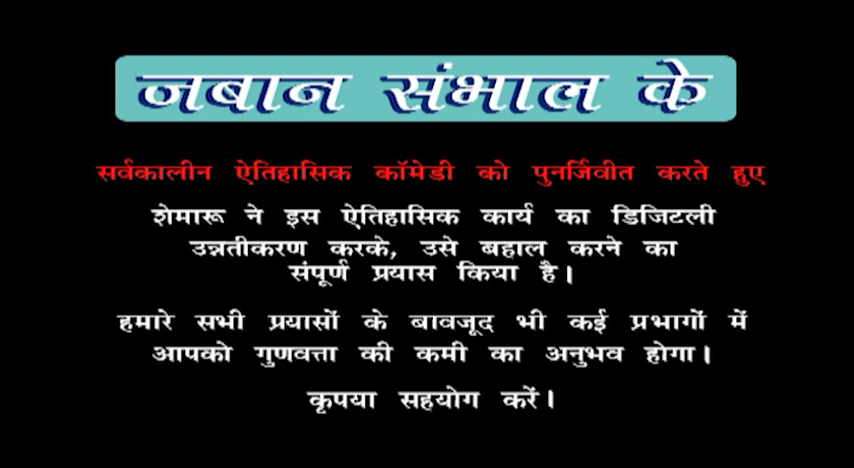 जबान संभाल के
सर्वकालीन ऐतिहासिक कॉमेडी को पुनर्जिवीत करते हुए
शेमारू ने इस ऐतिहासिक कार्य का डिजिटली
उन्नतीकरण करके, उसे बहाल करने का
संपूर्ण प्रयास किया है।
हमारे सभी प्रयासों के बावजूद भी कई प्रभागों में
आपको गुणवत्ता की कमी का अनुभव होगा।
कृपया सहयोग करें।